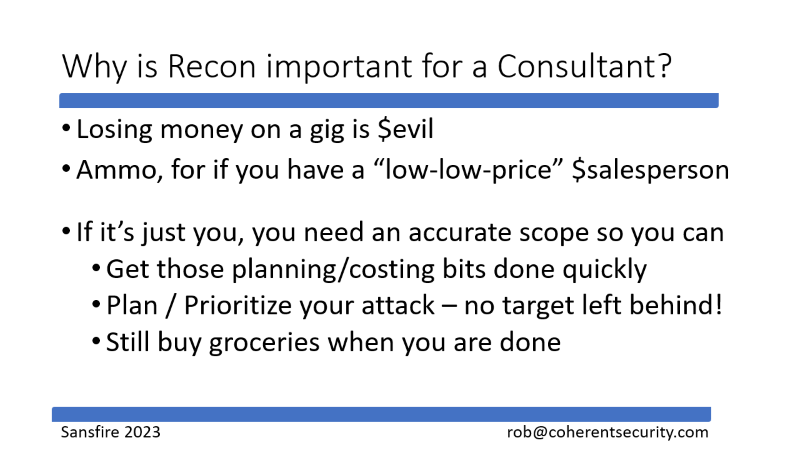 Why is Recon important for a Consultant?
• Losing money on a gig is $evil
• Ammo, for if you have a “low-low-price” $salesperson
• If it’s just you, you need an accurate scope so you can
• Get those planning/costing bits done quickly
• Plan / Prioritize your attack – no target left behind!
• Still buy groceries when you are done
Sansfire 2023
rob@coherentsecurity.com